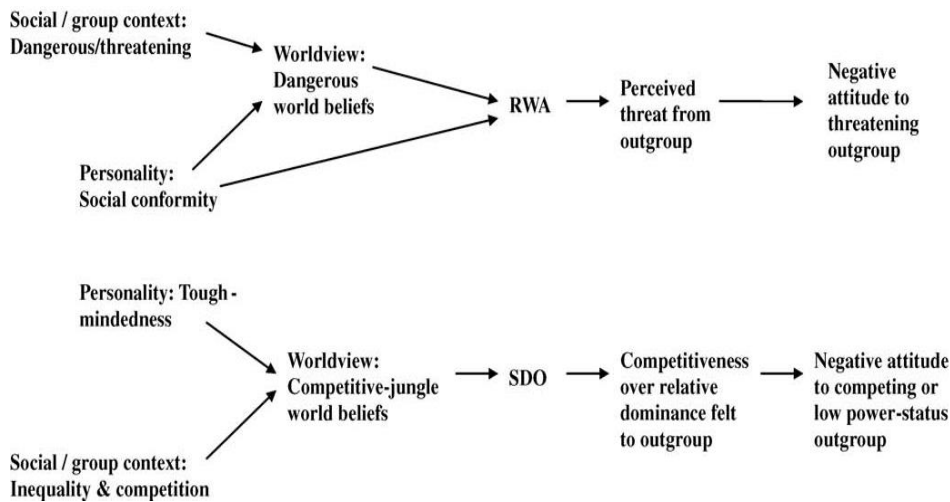 Social / group context:
Dangerous/threatening
Worldview:
Dangerous
world beliefs
Personality:
Social conformity
RWA
Perceived
threat from
outgroup
Negative
attitude to
threatening
outgroup
Personality: Tough -
mindedness
Worldview:
Competitive-jungle
world beliefs
Social / group context:
Inequality & competition
SDO
Competitiveness
over relative
dominance felt
to outgroup
Negative attitude
to competing or
low power-status
outgroup